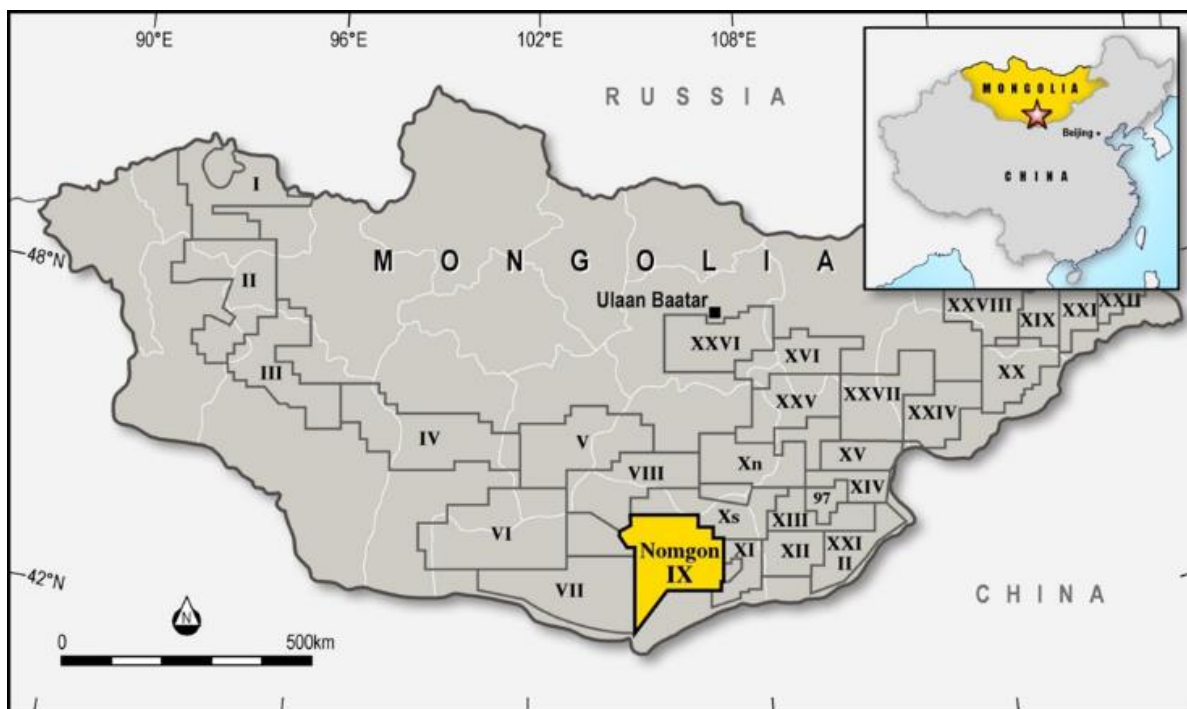 90°E 96°E 102°E 108°E
RUSSIA
MONGOLIA
Beijing
CHINA
I
48°N
II
MONGOLIA
Ulaan Baatar
XXVIII XIX XXI XXII
XXVI
XVI
III
XX
XXV XXVII
XXIV
IV
V
XV
Xn
VIII
XIV
97
Xs
XIII
VI
Nomgon
IX
XI
XII
XXI
II
42°N
VII
CHINA
N
0 500km